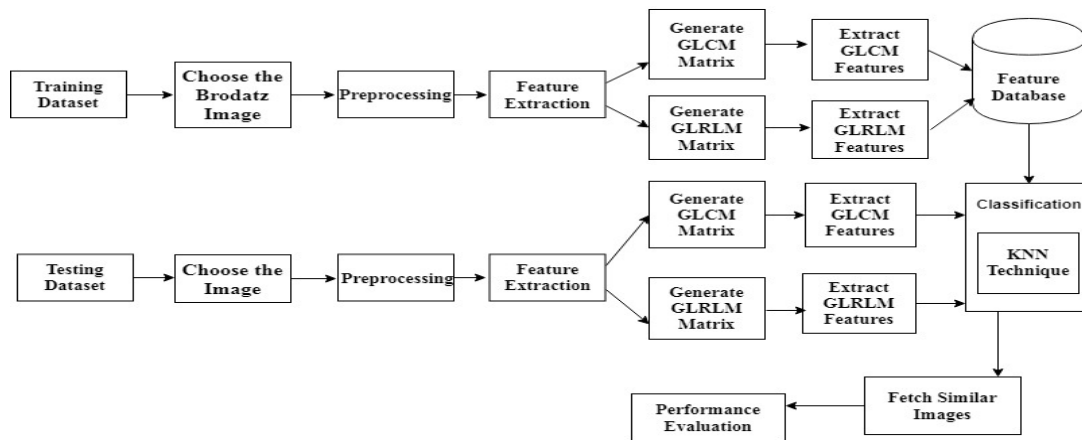 Training
Dataset
Choose the
Brodatz
Image
Preprocessing
Feature
Extraction
Generate
GLCM
Matrix
Extract
GLCM
Features
Generate
GLRLM
Matrix
Extract
GLRLM
Features
Feature
Database
Testing
Dataset
Choose the
Image
Preprocessing
Feature
Extraction
Generate
GLCM
Matrix
Extract
GLCM
Features
Generate
GLRLM
Matrix
Extract
GLRLM
Features
Classification
KNN
Technique
Fetch Similar
Images
Performance
Evaluation